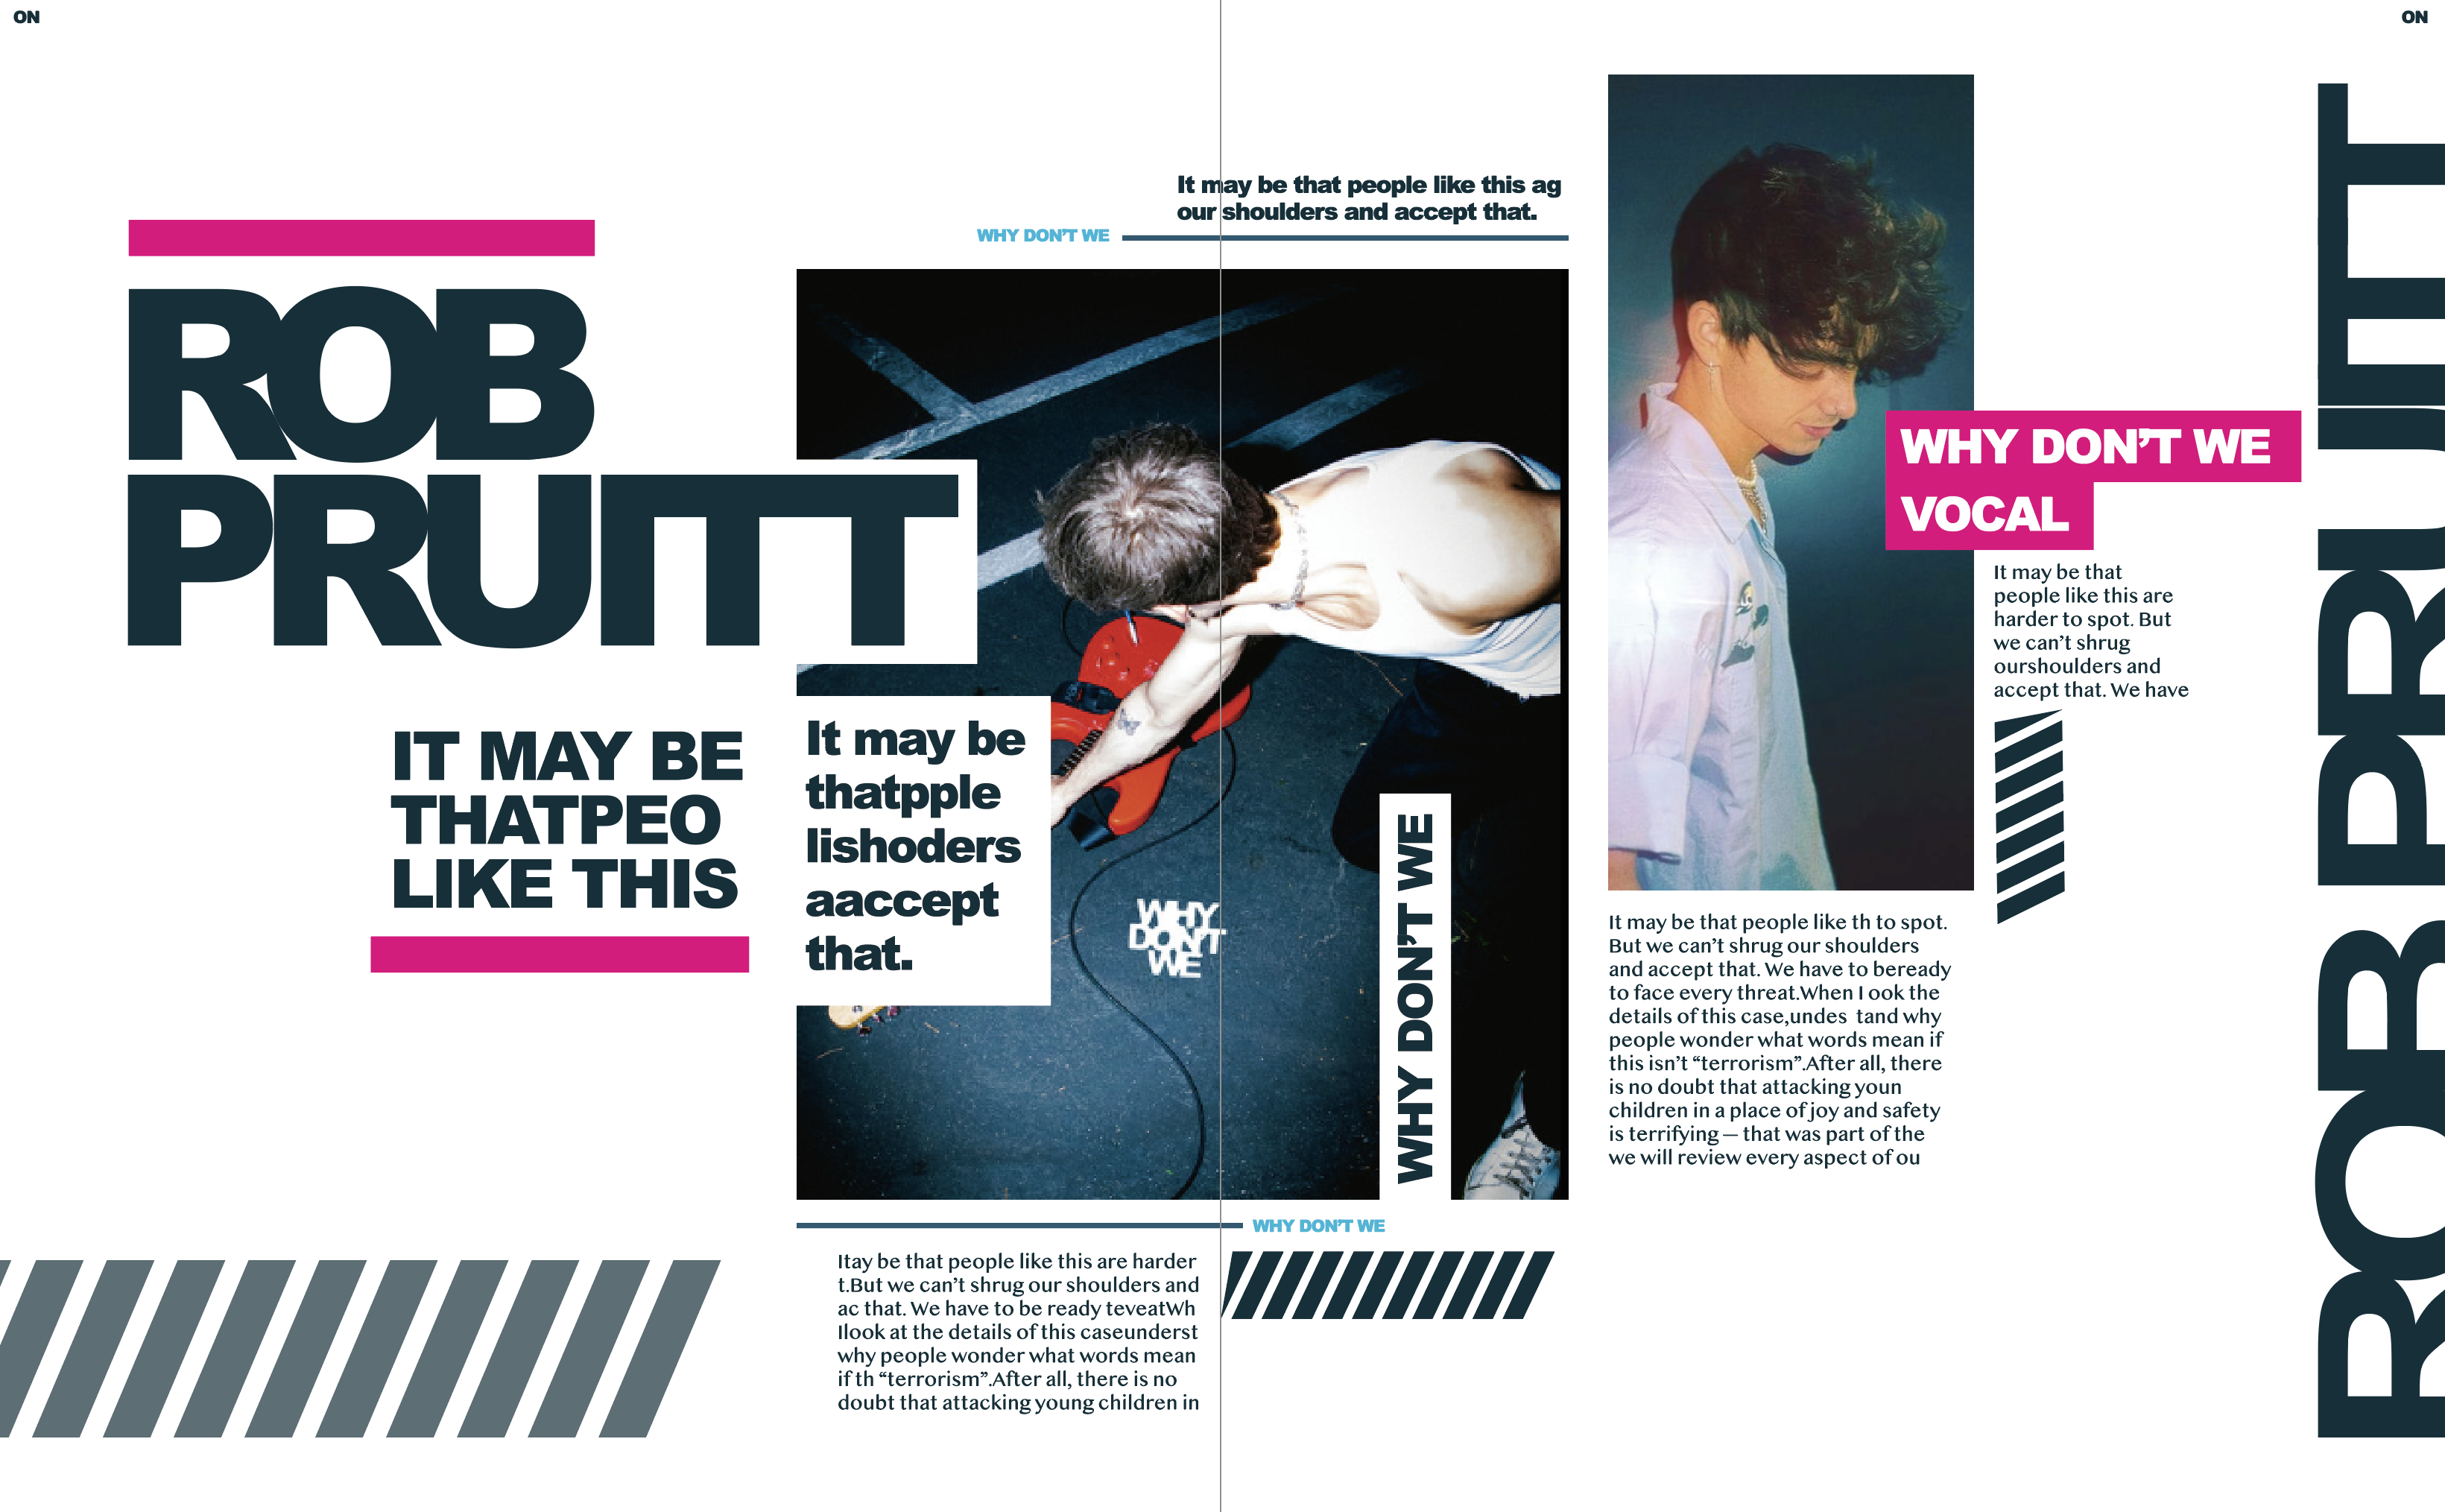 ON
ON
ROB
PRUITT
IT MAY BE
THATPEO
LIKE THIS
It may be that people like this ag
our shoulders and accept that.
WHY DON'T WE
It may be
thatpple
lishoders
aaccept
that.
WHY
DON'T
WE
WHY DON'T WE
WHY DON'T WE
Itay be that people like this are harder
t.But we can't shrug our shoulders and
ac that. We have to be ready teveatWh
Ilook at the details of this caseunderst
why people wonder what words mean
if th “terrorism”.After all, there is no
doubt that attacking young children in
WHY DON'T WE
VOCAL
It may be that
people like this are
harder to spot. But
we can't shrug
ourshoulders and
accept that. We have
It may be that people like th to spot.
But we can't shrug our shoulders
and accept that. We have to beready
to face every threat.When I ook the
details of this case,undes  tand why
people wonder what words mean if
this isn't “terrorism”.After all, there
is no doubt that attacking youn
children in a place of joy and safety
is terrifying — that was part of the
we will review every aspect of ou
ROB PRUITT